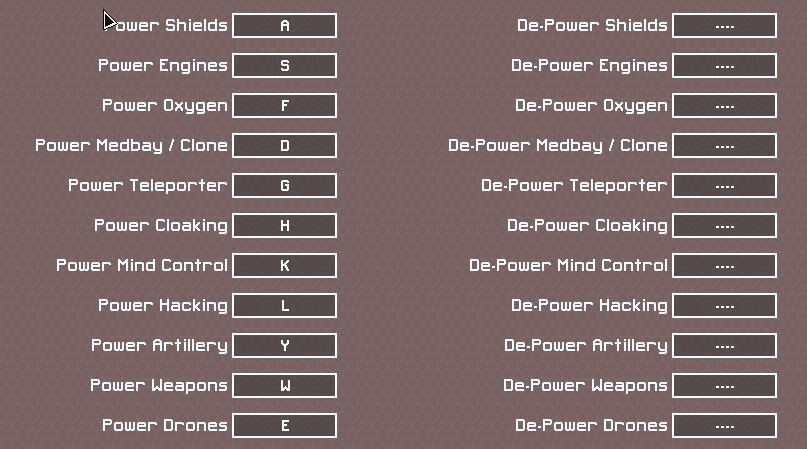 Power Shields A De-Power Shields ----
Power Engines S De-Power Engines ----
Power Oxygen F De-Power Oxygen ----
Power Medbay / Clone D De-Power Medbay / Clone ----
Power Teleporter G De-Power Teleporter ----
Power Cloaking H De-Power Cloaking ----
Power Mind Control K De-Power Mind Control ----
Power Hacking L De-Power Hacking ----
Power Artillery Y De-Power Artillery ----
Power Weapons W De-Power Weapons ----
Power Drones E De-Power Drones ----